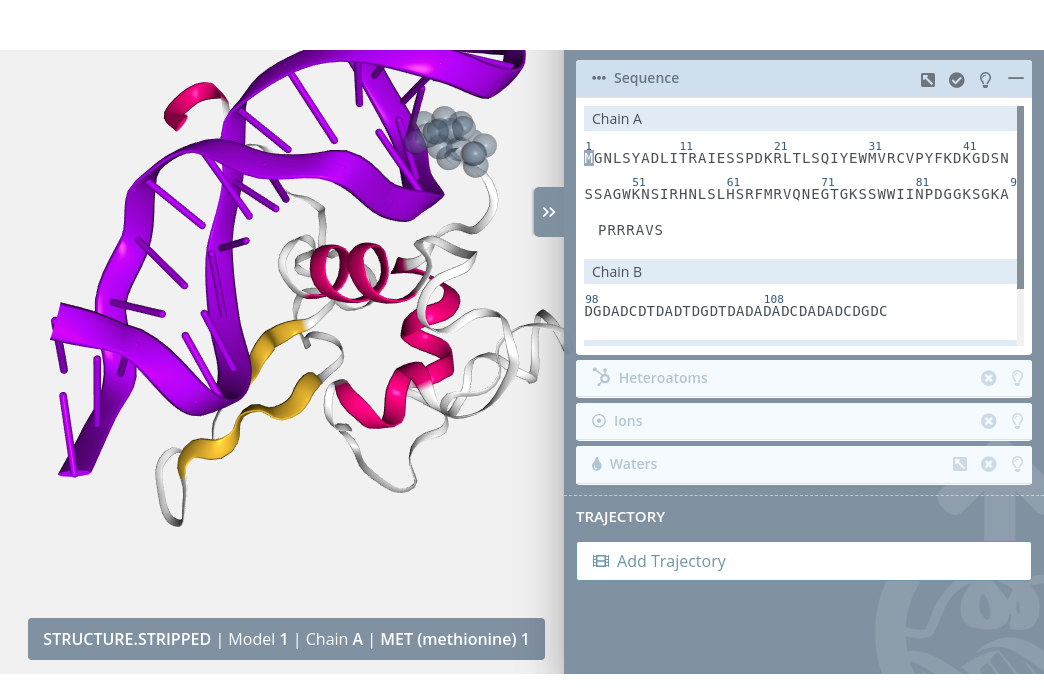 Sequence
Chain A
1 11 21 31 41
MGNLSYADLITRAIESSPDKRLTLSQIYEWMVRCVPYFKDKGDSN
51 61 71 81 9
SSAGWKNSIRHNLSLHSRFMRVQNEGTGKSSWWIINPDGGKSGKA
PRRRAVS
Chain B
98 108
DGDADCDTDADTDGDTDADADADCDADADCDGDC
Heteroatoms
Ions
Waters
TRAJECTORY
Add Trajectory
STRUCTURE.STRIPPED | Model 1 | Chain A | MET (methionine) 1